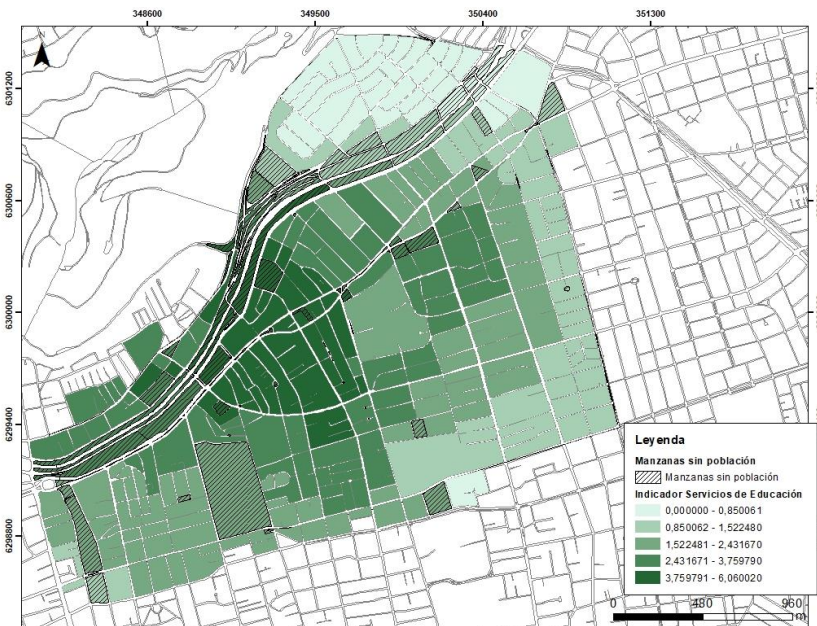 348600 349500 350400 351300
N
6301200
6300600
6300000
6299400
6298800
Leyenda
Manzanas sin población
Manzanas sin población
Indicador Servicios de Educación
0,000000 - 0,850061
0,850062 - 1,522480
1,522481 - 2,431670
2,431671 - 3,759790
3,759791 - 6,060020
0 480 960
m